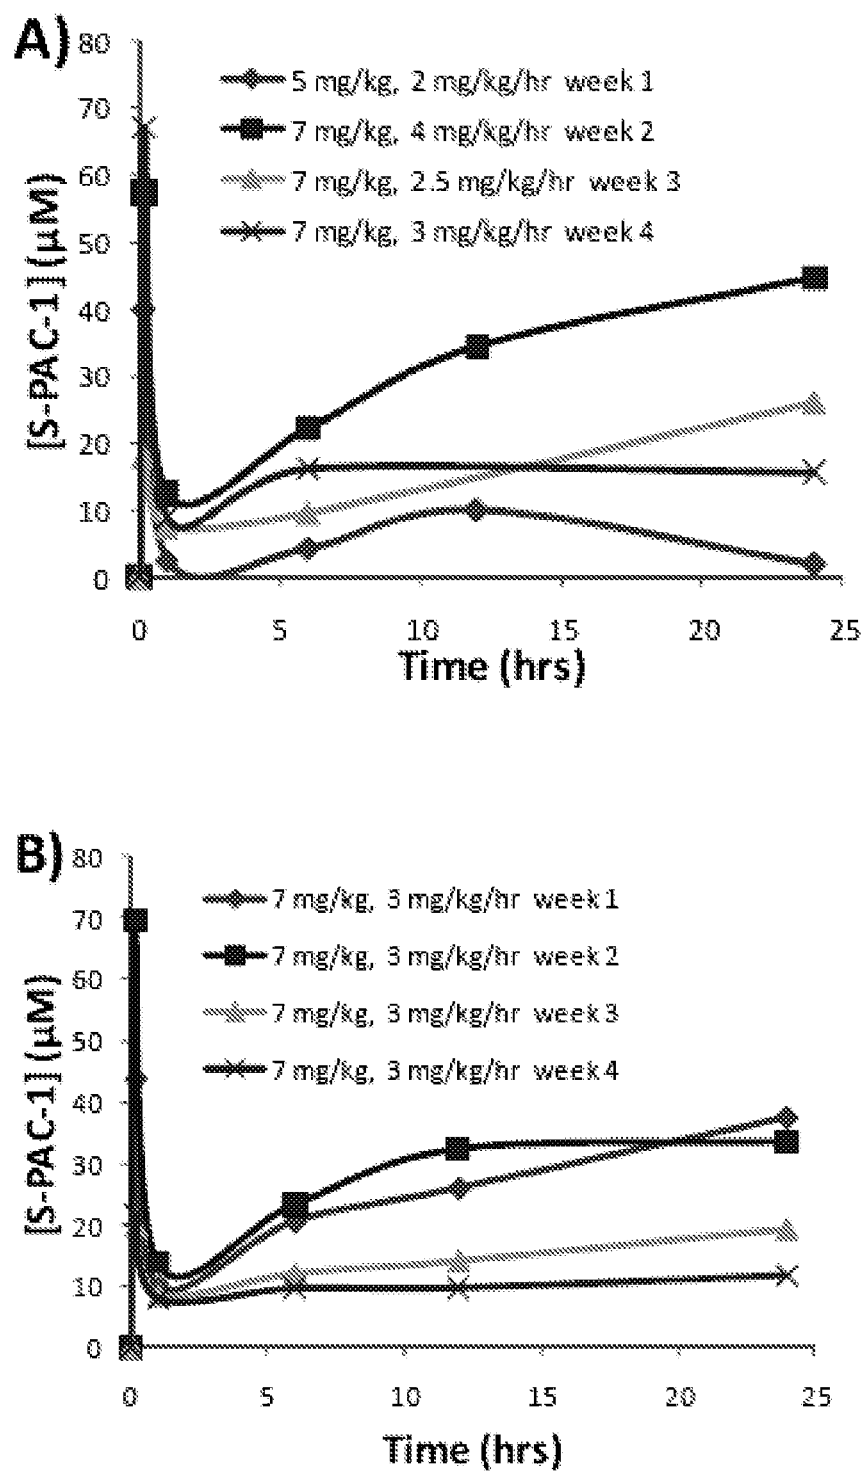 A)
80
70
60
50
40
30
20
10
0
[S-PAC-1] (µM)
5 mg/kg, 2 mg/kg/hr week 1
7 mg/kg, 4 mg/kg/hr week 2
7 mg/kg, 2.5 mg/kg/hr week 3
7 mg/kg, 3 mg/kg/hr week 4
0 5 10 15 20 25
Time (hrs)
B)
80
70
60
50
40
30
20
10
0
[S-PAC-1] (µM)
7 mg/kg, 3 mg/kg/hr week 1
7 mg/kg, 3 mg/kg/hr week 2
7 mg/kg, 3 mg/kg/hr week 3
7 mg/kg, 3 mg/kg/hr week 4
0 5 10 15 20 25
Time (hrs)